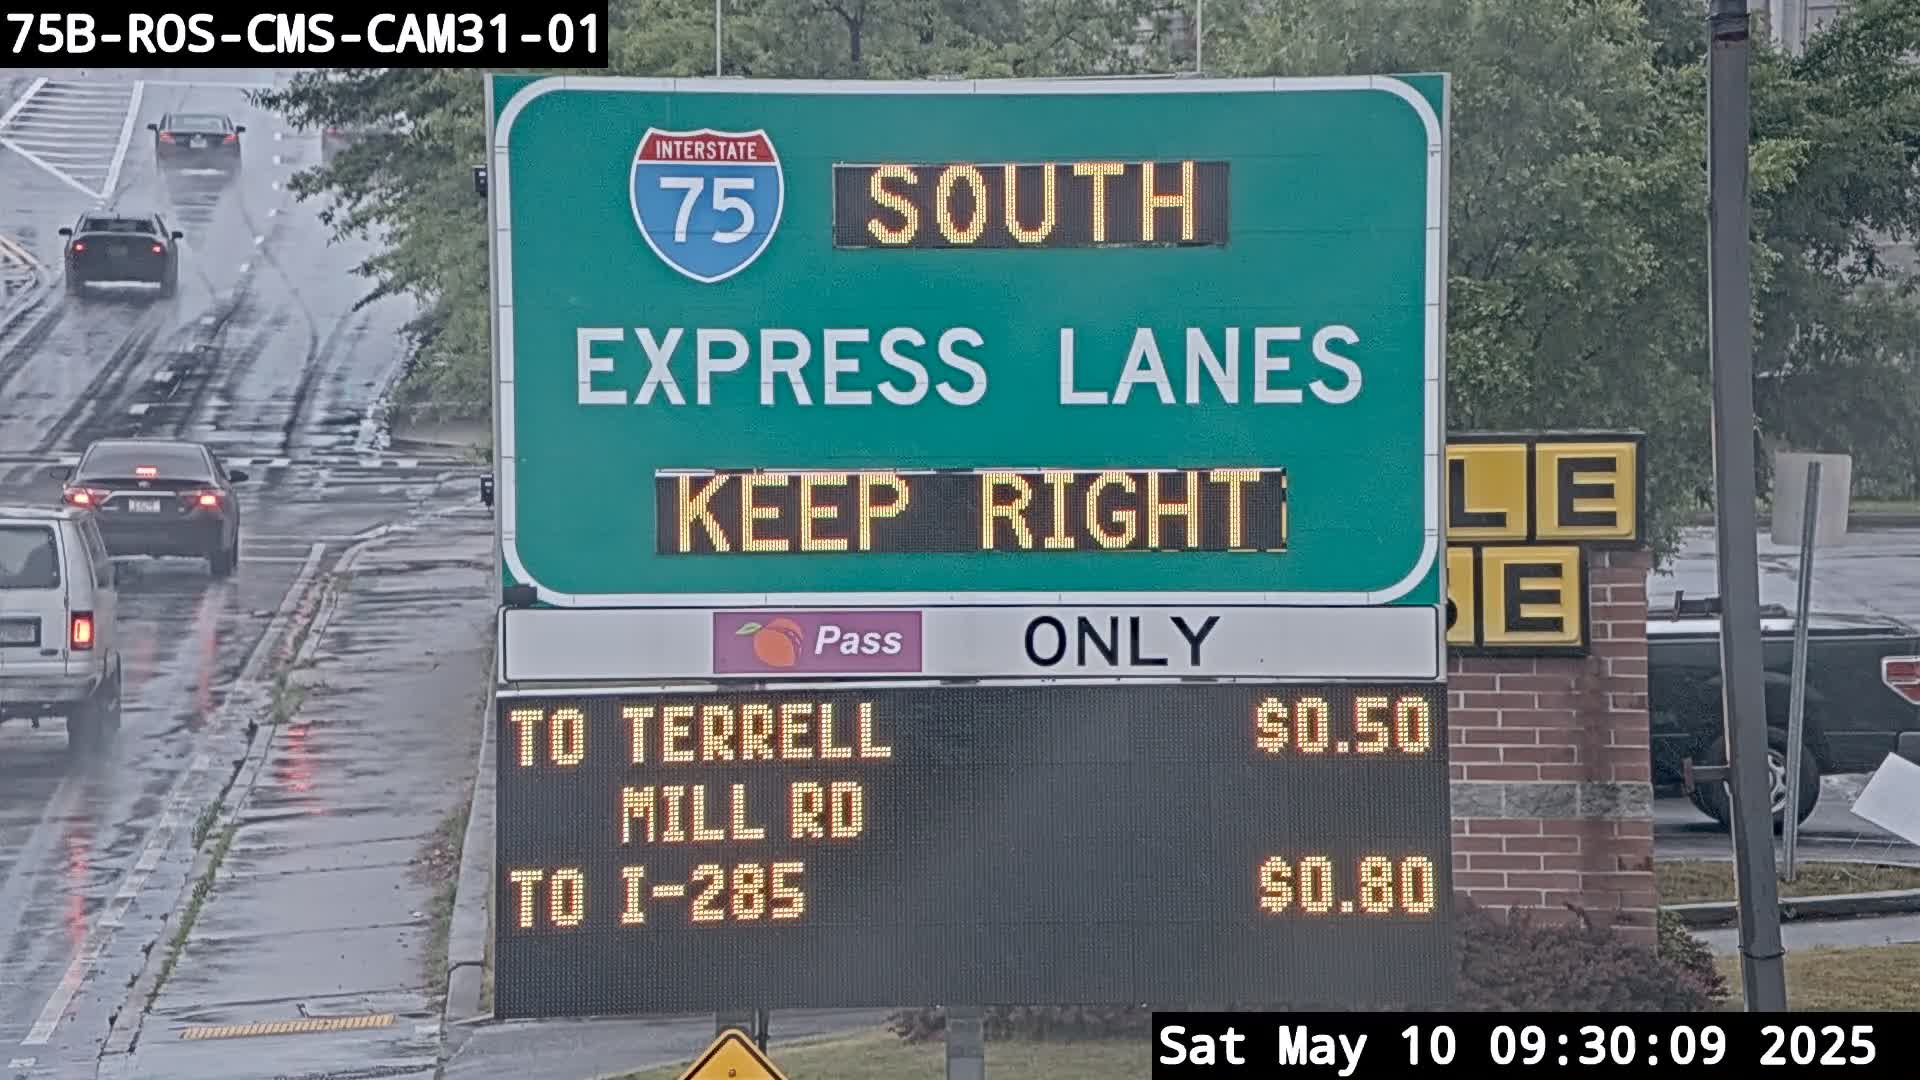 75B-ROS-CMS-CAM31-01
INTERSTATE
75
SOUTH
EXPRESS LANES
KEEP RIGHT
Pass ONLY
TO TERRELL $0.50
MILL RD
TO I-285 $0.80
LE
E
Sat May 10 09:30:09 2025